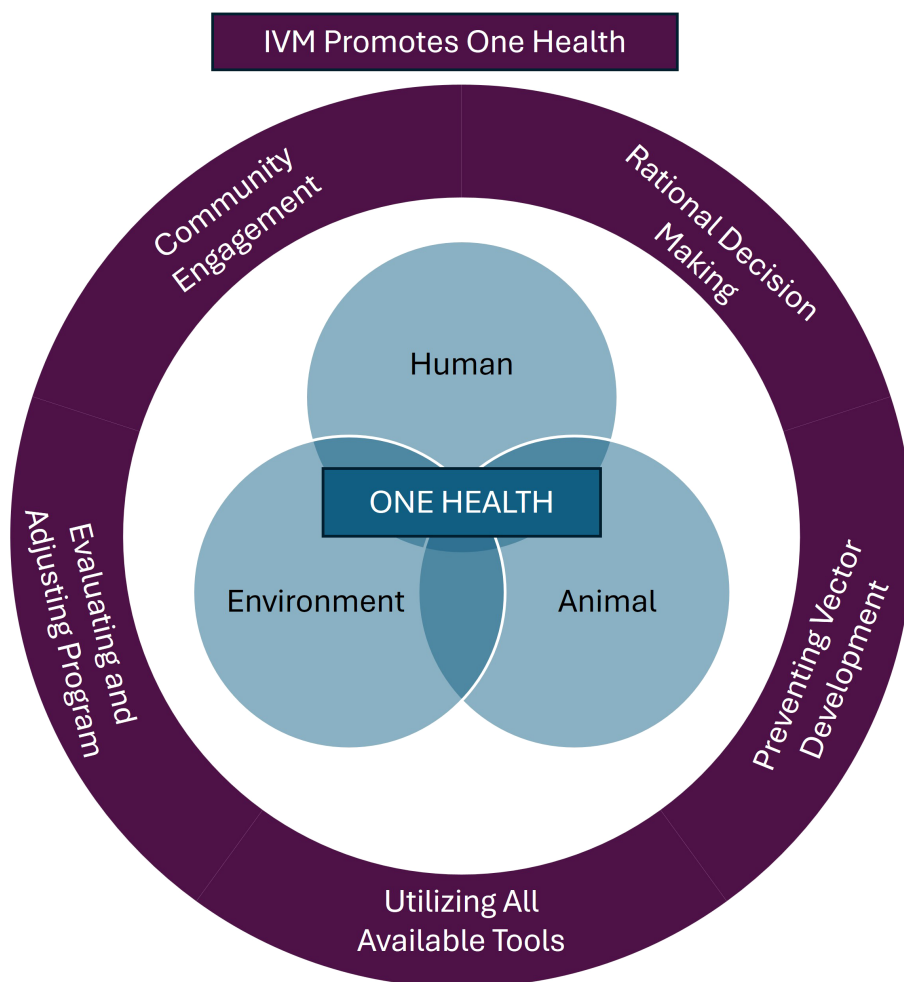 IVM Promotes One Health
Community
Engagement
Rational Decision
Making
Human
ONE HEALTH
Environment
Animal
Evaluating and
Adjusting Program
Preventing Vector
Development
Utilizing All
Available Tools